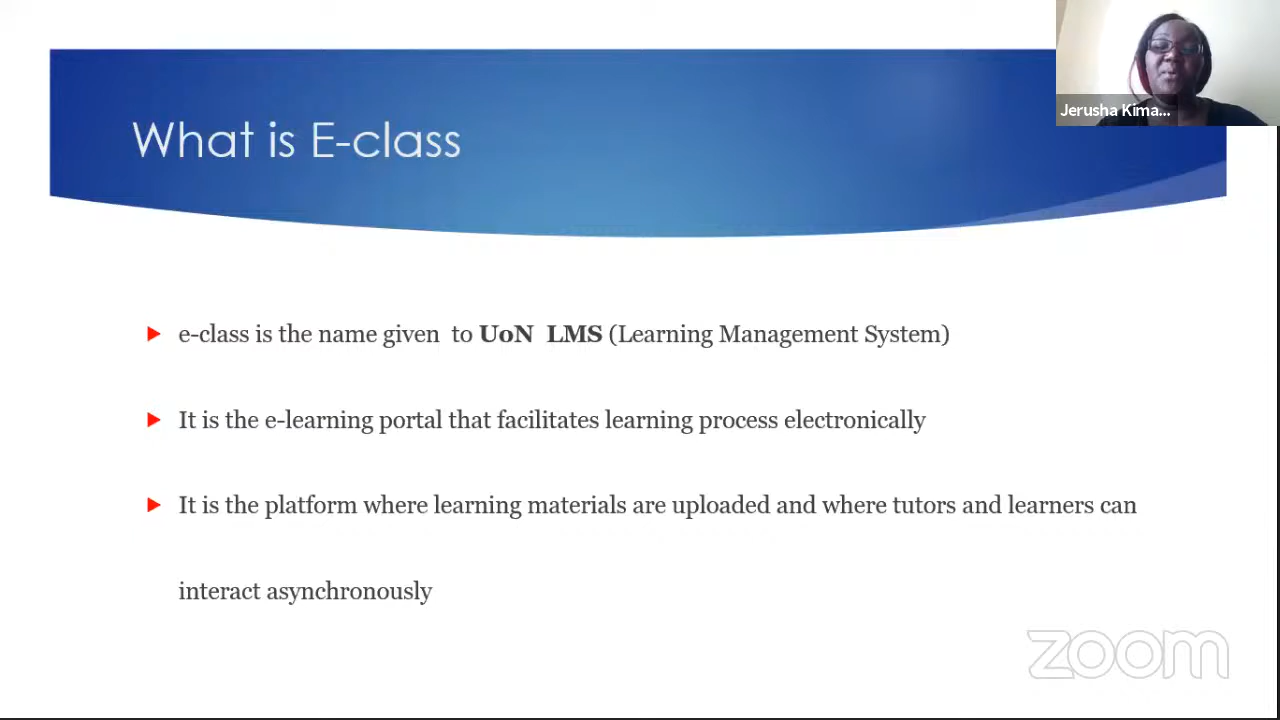 Jerusha Kima...
What is E-class
e-class is the name given to UoN LMS (Learning Management System)
It is the e-learning portal that facilitates learning process electronically
It is the platform where learning materials are uploaded and where tutors and learners can
interact asynchronously
zoom